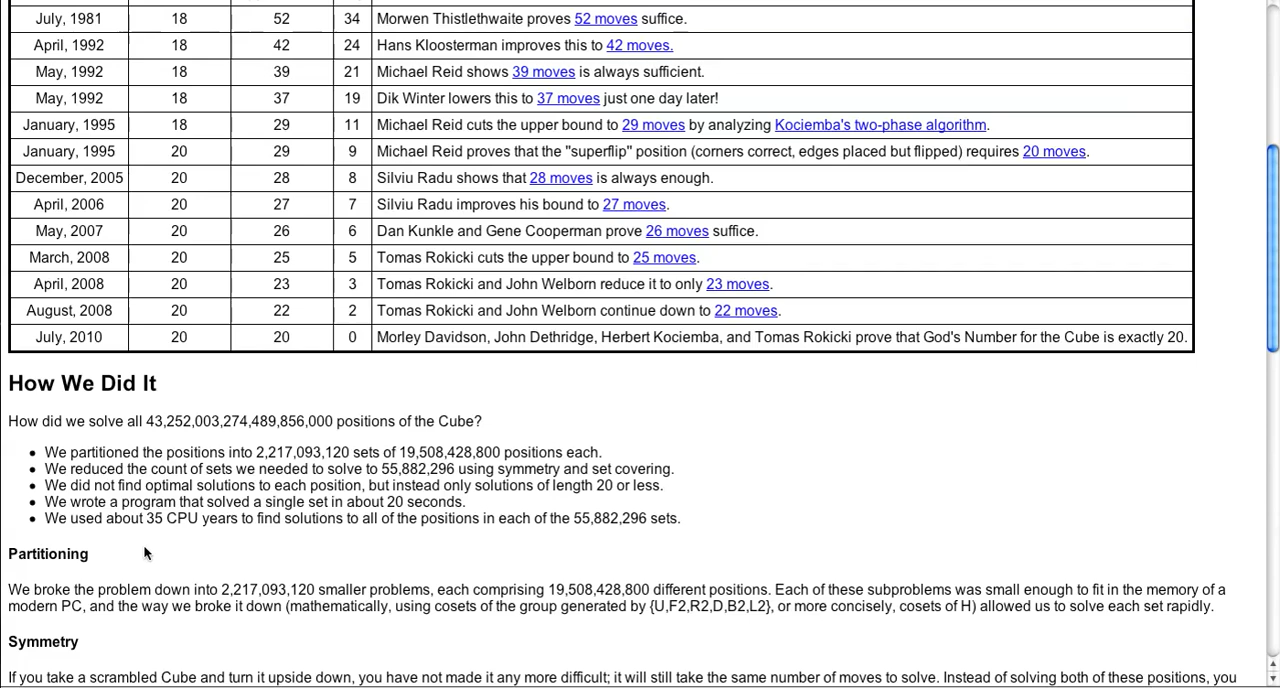 July, 1981 18 52 34 Morwen Thistlethwaite proves 52 moves suffice.
April, 1992 18 42 24 Hans Kloosterman improves this to 42 moves.
May, 1992 18 39 21 Michael Reid shows 39 moves is always sufficient.
May, 1992 18 37 19 Dik Winter lowers this to 37 moves just one day later!
January, 1995 18 29 11 Michael Reid cuts the upper bound to 29 moves by analyzing Kociemba's two-phase algorithm.
January, 1995 20 29 9 Michael Reid proves that the "superflip" position (corners correct, edges placed but flipped) requires 20 moves.
December, 2005 20 28 8 Silviu Radu shows that 28 moves is always enough.
April, 2006 20 27 7 Silviu Radu improves his bound to 27 moves.
May, 2007 20 26 6 Dan Kunkle and Gene Cooperman prove 26 moves suffice.
March, 2008 20 25 5 Tomas Rokicki cuts the upper bound to 25 moves.
April, 2008 20 23 3 Tomas Rokicki and John Welborn reduce it to only 23 moves.
August, 2008 20 22 2 Tomas Rokicki and John Welborn continue down to 22 moves.
July, 2010 20 20 0 Morley Davidson, John Dethridge, Herbert Kociemba, and Tomas Rokicki prove that God's Number for the Cube is exactly 20.
How We Did It
How did we solve all 43,252,003,274,489,856,000 positions of the Cube?
• We partitioned the positions into 2,217,093,120 sets of 19,508,428,800 positions each.
• We reduced the count of sets we needed to solve to 55,882,296 using symmetry and set covering.
• We did not find optimal solutions to each position, but instead only solutions of length 20 or less.
• We wrote a program that solved a single set in about 20 seconds.
• We used about 35 CPU years to find solutions to all of the positions in each of the 55,882,296 sets.
Partitioning
We broke the problem down into 2,217,093,120 smaller problems, each comprising 19,508,428,800 different positions. Each of these subproblems was small enough to fit in the memory of a
modern PC, and the way we broke it down (mathematically, using cosets of the group generated by {U,F2,R2,D,B2,L2}, or more concisely, cosets of H) allowed us to solve each set rapidly.
Symmetry
If you take a scrambled Cube and turn it upside down, you have not made it any more difficult; it will still take the same number of moves to solve. Instead of solving both of these positions, you